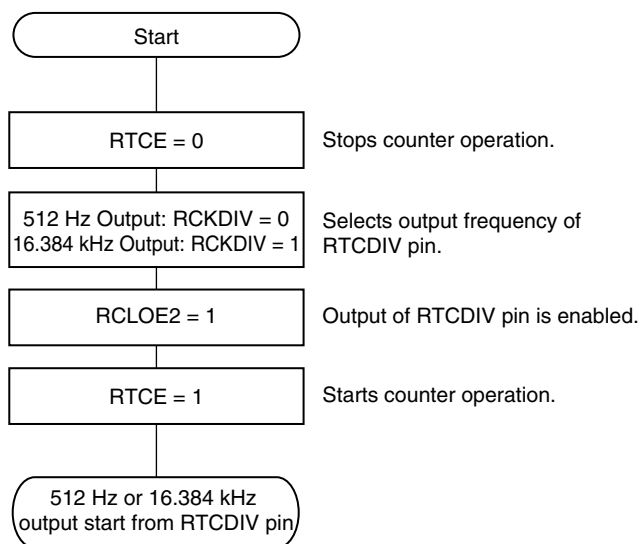 Start
RTCE = 0
Stops counter operation.
512 Hz Output: RCKDIV = 0
16.384 kHz Output: RCKDIV = 1
Selects output frequency of
RTCDIV pin.
RCLOE2 = 1
Output of RTCDIV pin is enabled.
RTCE = 1
Starts counter operation.
512 Hz or 16.384 kHz
output start from RTCDIV pin